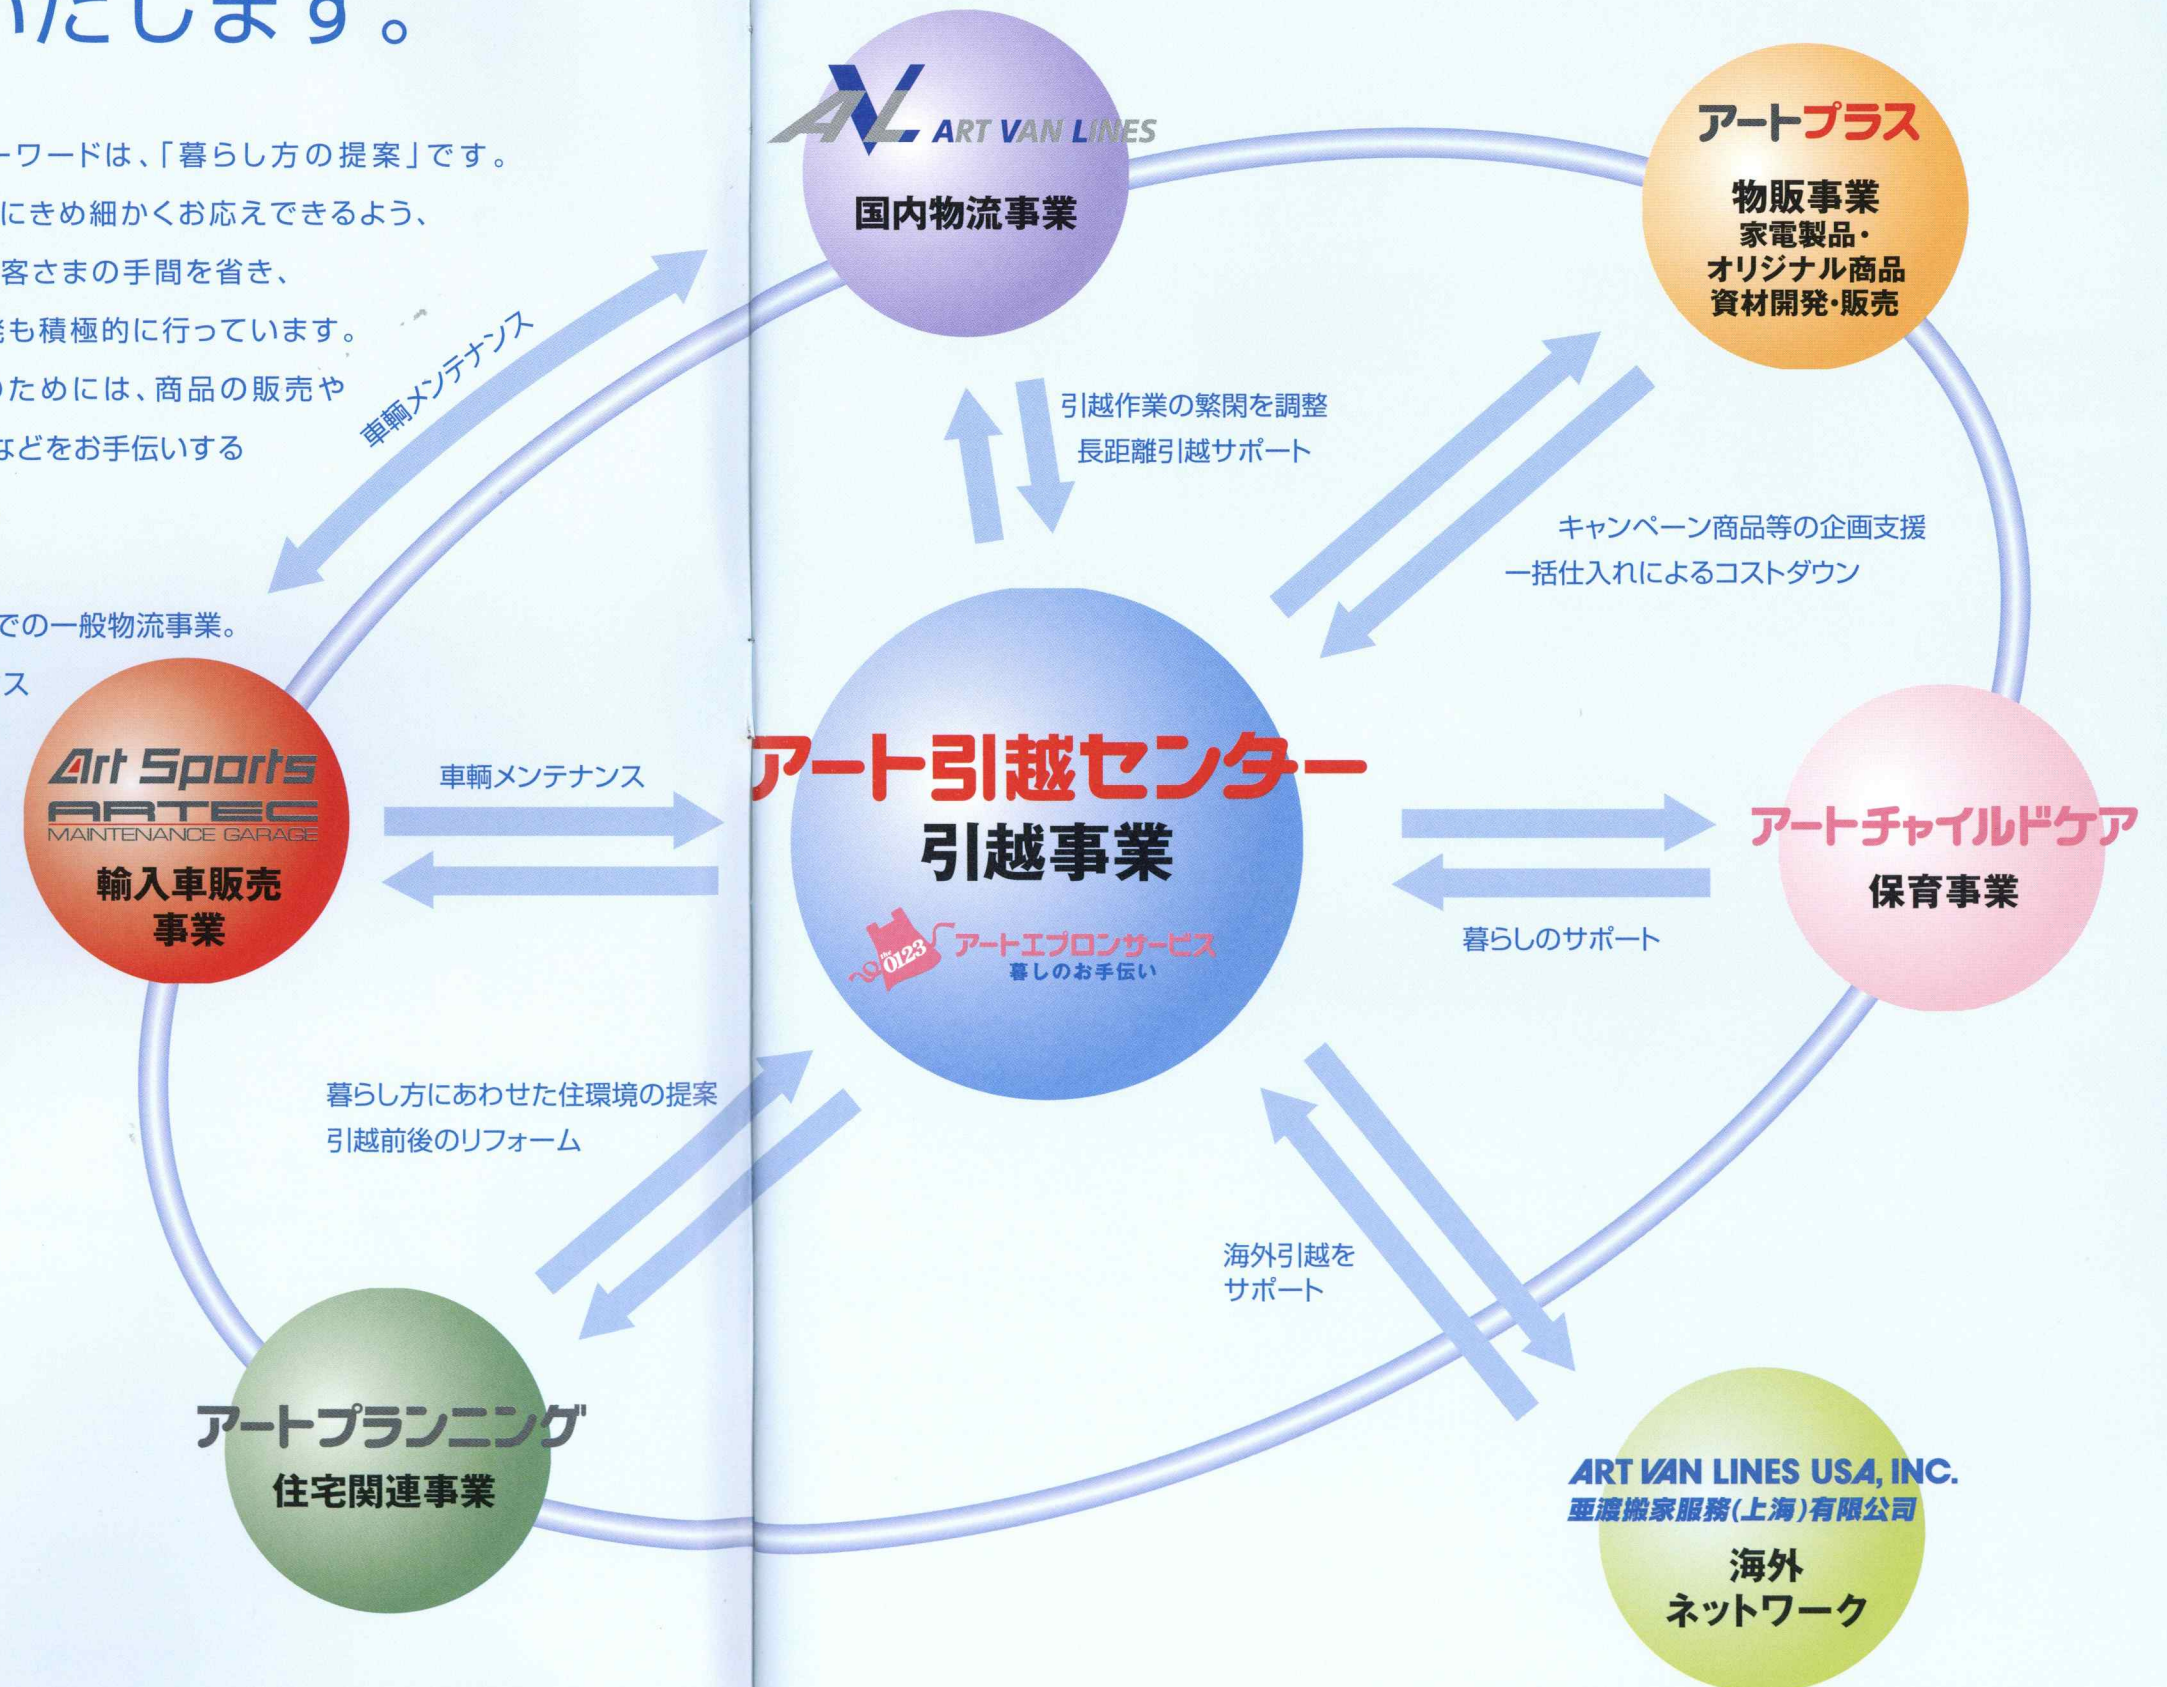 いたします。
ーワードは、「暮らし方の提案」です。
にきめ細かくお応えできるよう、
客さまの手間を省き、
も積極的に行っています。
ためには、商品の販売や
などをお手伝いする
での一般物流事業。
ス
AVL ART VAN LINES
国内物流事業
アートプラス
物販事業
家電製品・
オリジナル商品
資材開発・販売
車輌メンテナンス
引越作業の繁閑を調整
長距離引越サポート
キャンペーン商品等の企画支援
一括仕入れによるコストダウン
Art Sports
ARTEC
MAINTENANCE GARAGE
輸入車販売
事業
車輌メンテナンス
アート引越センター
引越事業
the 0123
アートエプロンサービス
暮しのお手伝い
アートチャイルドケア
保育事業
暮らしのサポート
暮らし方にあわせた住環境の提案
引越前後のリフォーム
海外引越を
サポート
アートプランニング
住宅関連事業
ART VAN LINES USA, INC.
亜渡搬家服務(上海)有限公司
海外
ネットワーク